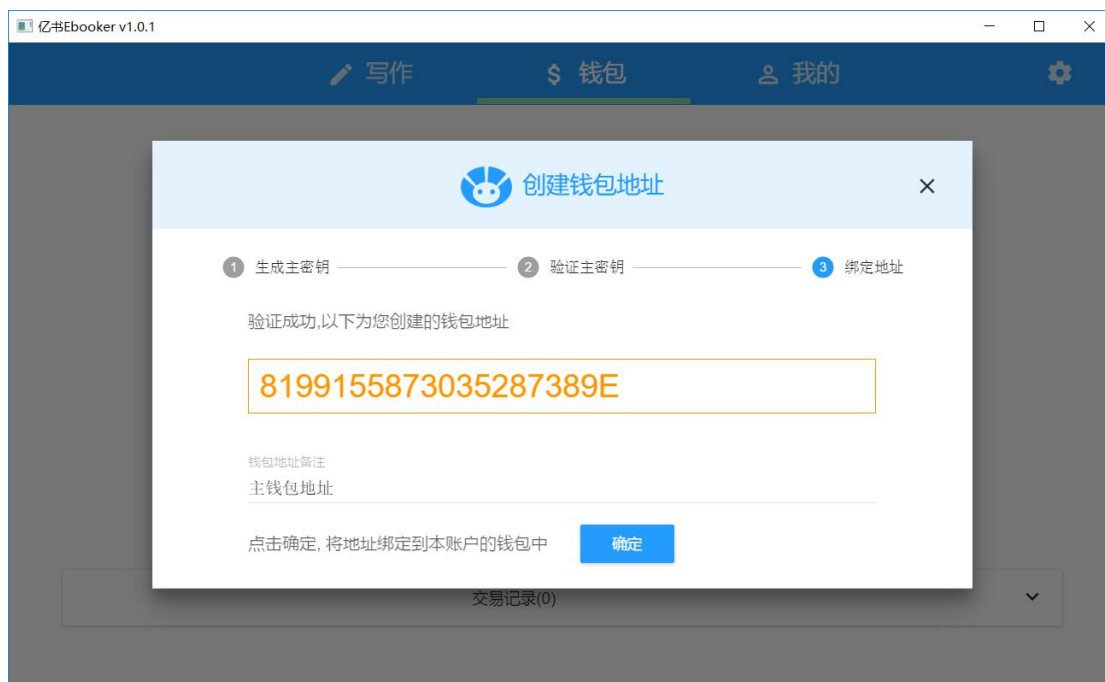 亿书Ebooker v1.0.1
写作 $ 钱包 我的
创建钱包地址
1 生成主密钥 2 验证主密钥 3 绑定地址
验证成功,以下为您创建的钱包地址
8199155873035287389E
钱包地址备注
主钱包地址
点击确定, 将地址绑定到本账户的钱包中 确定
交易记录(0)